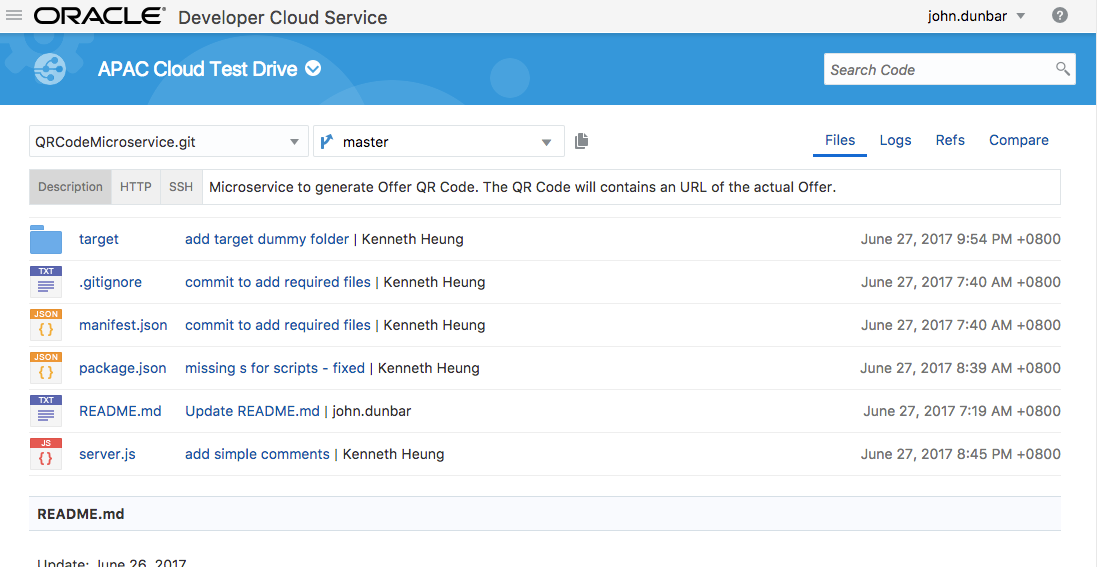 ORACLE® Developer Cloud Service john.dunbar ?
APAC Cloud Test Drive Search Code
QRCodeMicroservice.git master Files Logs Refs Compare
Description HTTP SSH Microservice to generate Offer QR Code. The QR Code will contains an URL of the actual Offer.
target add target dummy folder | Kenneth Heung June 27, 2017 9:54 PM +0800
TXT .gitignore commit to add required files | Kenneth Heung June 27, 2017 7:40 AM +0800
JSON { } manifest.json commit to add required files | Kenneth Heung June 27, 2017 7:40 AM +0800
JSON { } package.json missing s for scripts - fixed | Kenneth Heung June 27, 2017 8:39 AM +0800
TXT README.md Update README.md | john.dunbar June 27, 2017 7:19 AM +0800
JS { } server.js add simple comments | Kenneth Heung June 27, 2017 8:45 PM +0800
README.md
Update: June 26, 2017